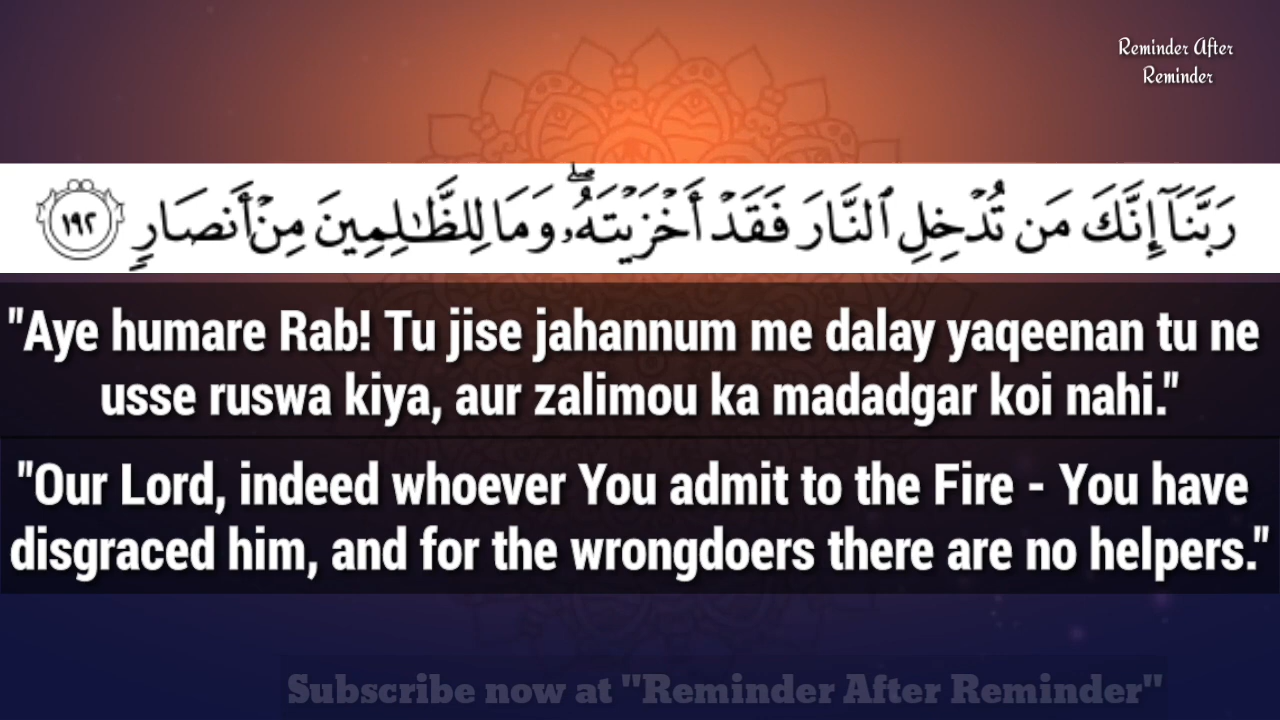 Reminder After
Reminder
رَبَّنَآ إِنَّكَ مَن تُدْخِلِ ٱلنَّارَ فَقَدْ أَخْزَيْتَهُۥ ۖ وَمَا لِلظَّـٰلِمِينَ مِنْ أَنصَارٍ ١٩٢
"Aye humare Rab! Tu jise jahannum me dalay yaqeenan tu ne
usse ruswa kiya, aur zalimou ka madadgar koi nahi."
"Our Lord, indeed whoever You admit to the Fire - You have
disgraced him, and for the wrongdoers there are no helpers."
Subscribe now at "Reminder After Reminder"